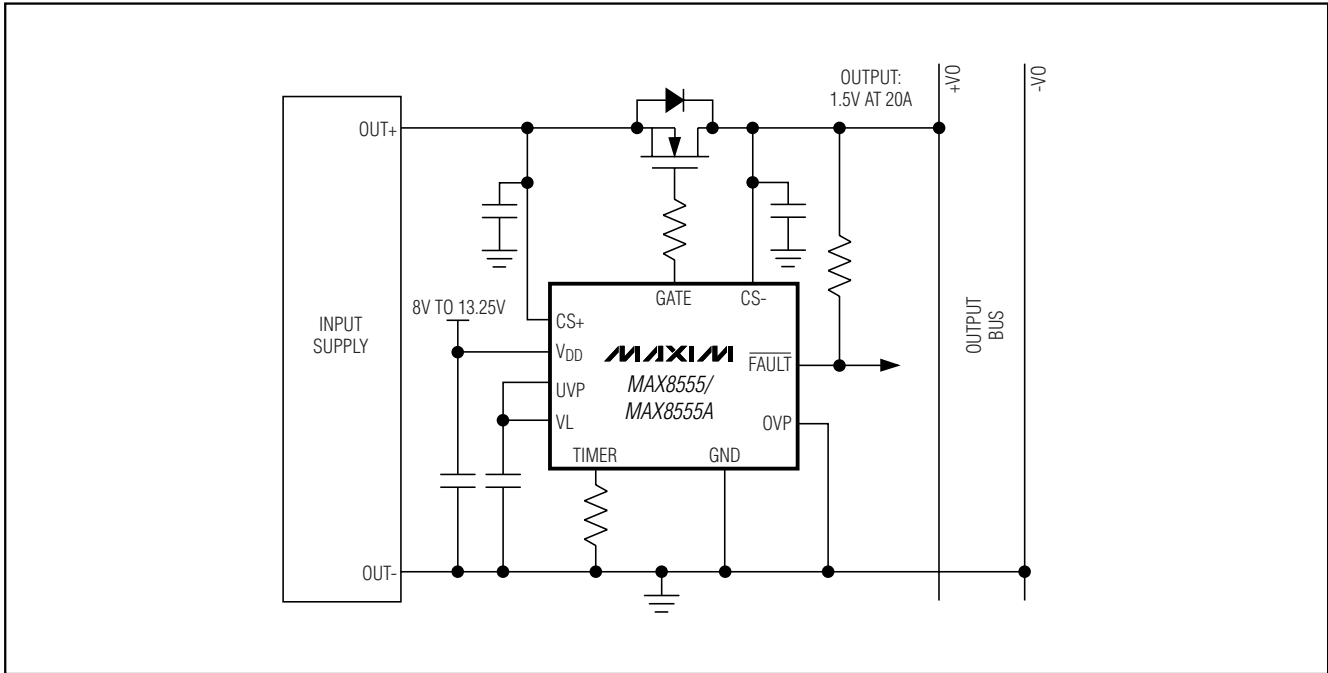 OUTPUT:
1.5V AT 20A
+VO
-VO
OUT+
8V TO 13.25V
GATE
CS-
CS+
VDD
UVP
VL
TIMER
GND
FAULT
OVP
MAXIM
MAX8555/
MAX8555A
INPUT
SUPPLY
OUTPUT
BUS
OUT-